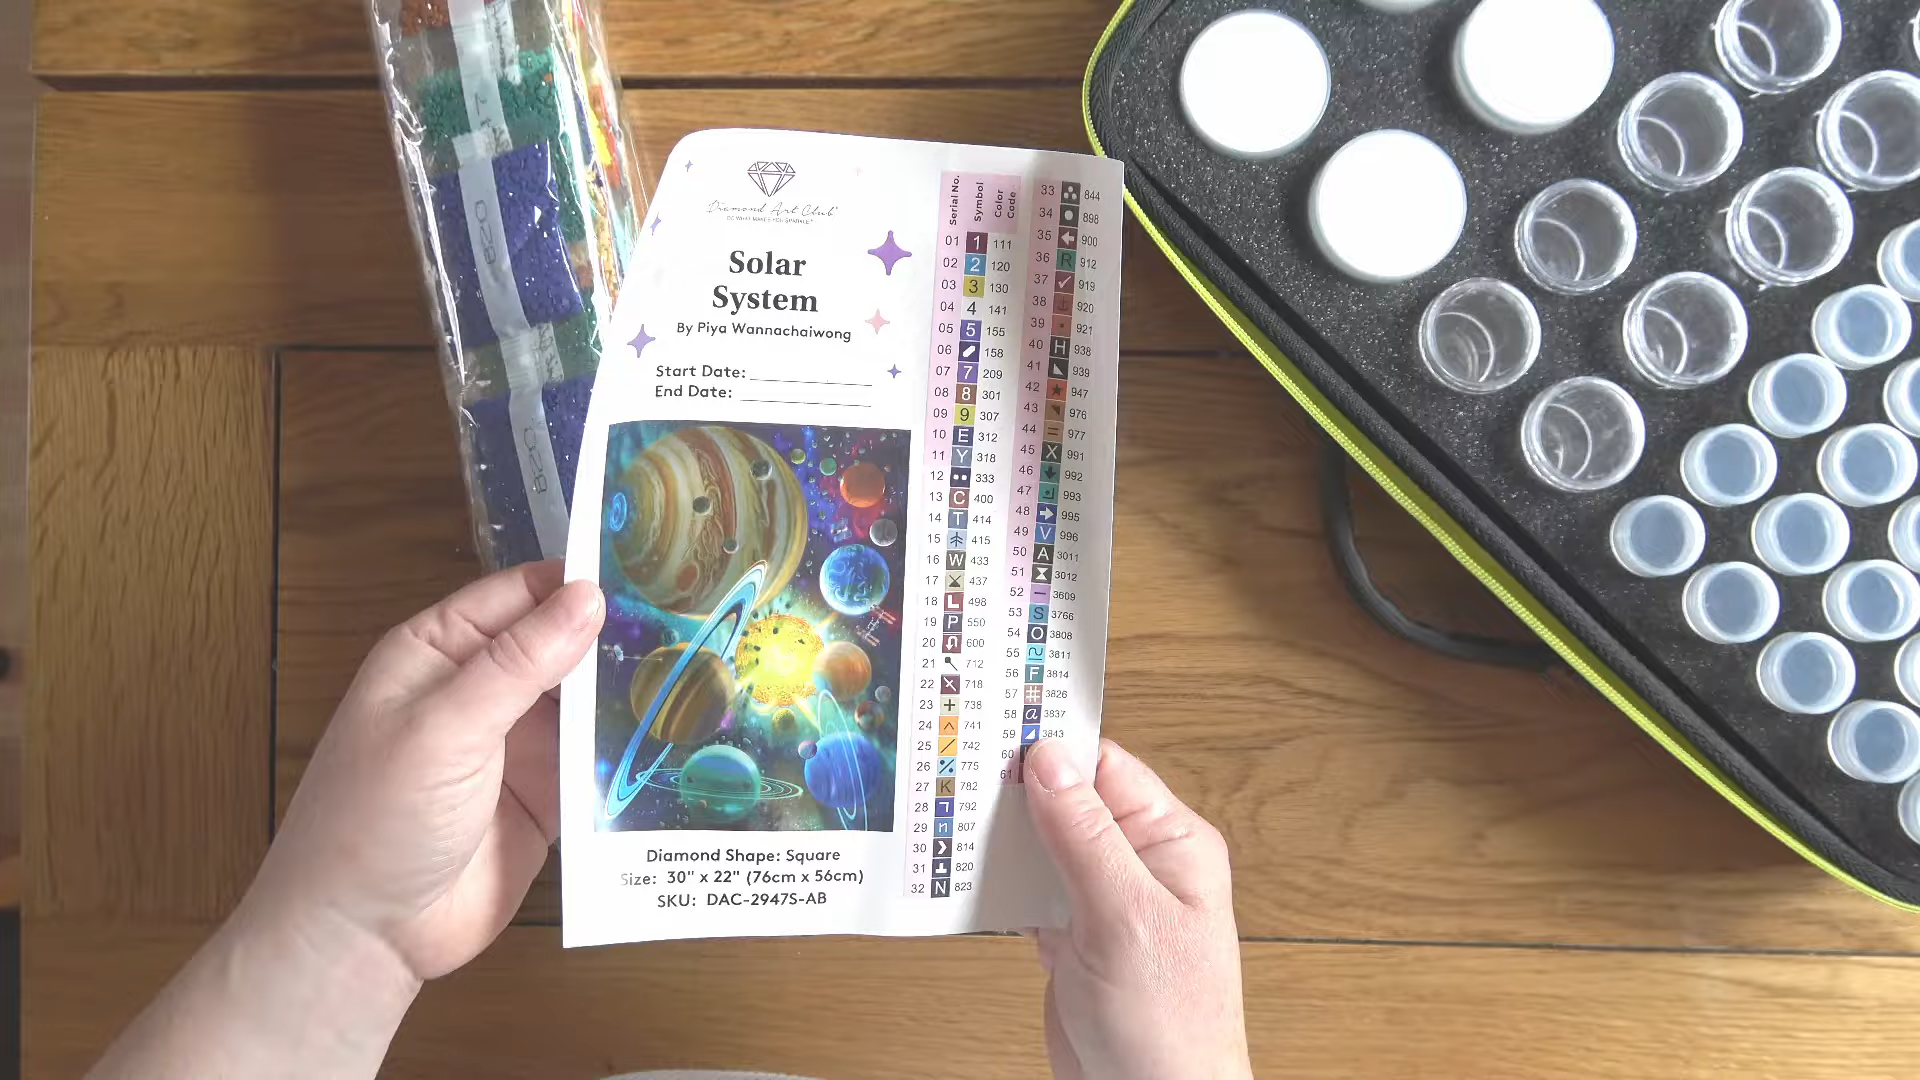 Diamond Art Club
Solar
System
By Piya Wannachaiwong
Start Date:
End Date:
Diamond Shape: Square
Size: 30" x 22" (76cm x 56cm)
SKU: DAC-2947S-AB
Serial No. Symbol Color Code
01 1 111
02 2 120
03 3 130
04 4 141
05 5 155
06 158
07 7 209
08 8 301
09 9 307
10 E 312
11 Y 318
12 333
13 C 400
14 T 414
15 415
16 W 433
17 437
18 L 498
19 P 550
20 600
21 712
22 718
23 + 738
24 741
25 / 742
26 775
27 K 782
28 792
29 n 807
30 814
31 820
32 N 823
33 844
34 898
35 900
36 R 912
37 919
38 920
39 921
40 H 938
41 939
42 947
43 976
44 = 977
45 X 991
46 992
47 993
48 995
49 V 996
50 A 3011
51 3012
52 3609
53 S 3766
54 O 3808
55 3811
56 F 3814
57 # 3826
58 a 3837
59 3843
60
61